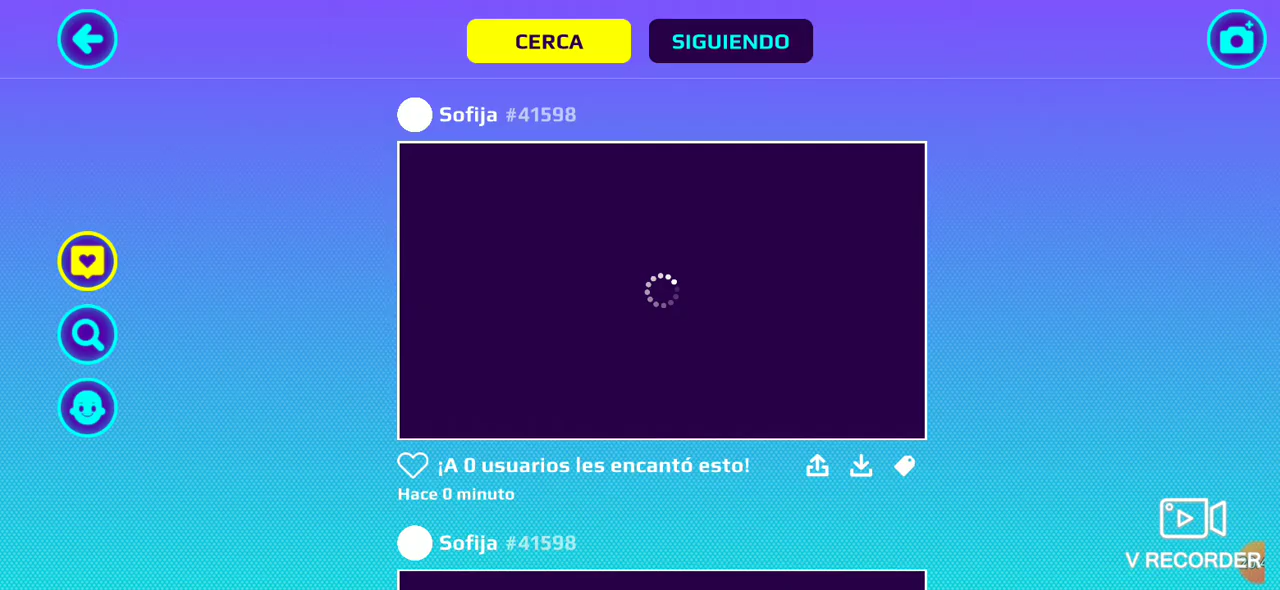 CERCA
SIGUIENDO
Sofija #41598
¡A 0 usuarios les encantó esto!
Hace 0 minuto
Sofija #41598
V RECORDER